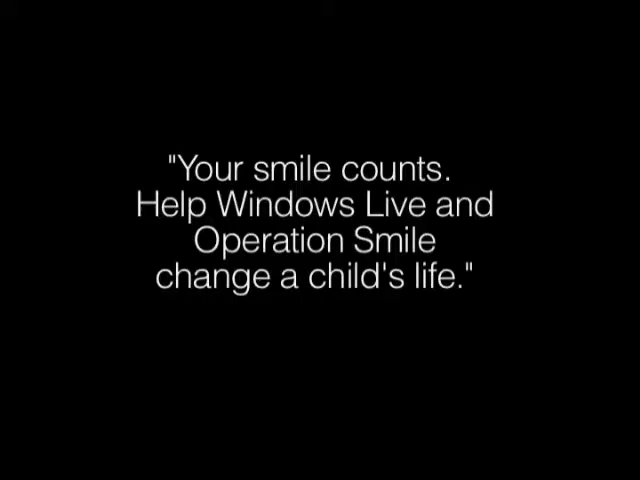 "Your smile counts.
Help Windows Live and
Operation Smile
change a child's life."